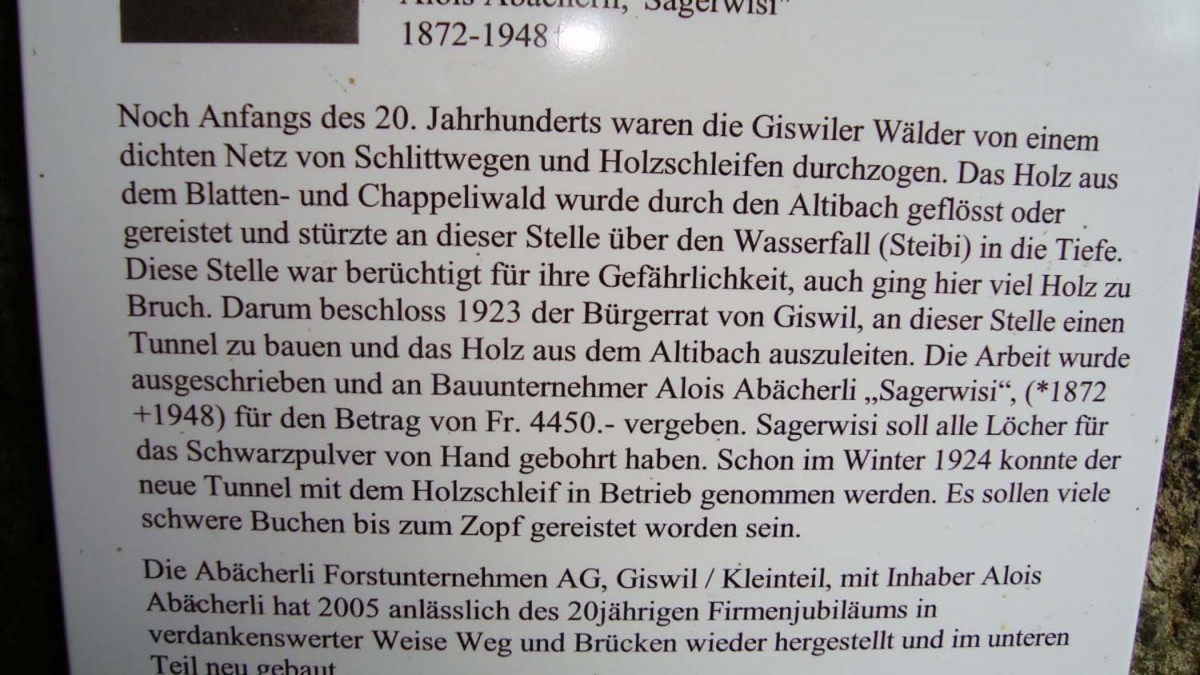 Alois Abächerli, "Sagerwisi"
1872-1948
Noch Anfangs des 20. Jahrhunderts waren die Giswiler Wälder von einem
dichten Netz von Schlittwegen und Holzschleifen durchzogen. Das Holz aus
dem Blatten- und Chappeliwald wurde durch den Altibach geflösst oder
gereistet und stürzte an dieser Stelle über den Wasserfall (Steibi) in die Tiefe.
Diese Stelle war berüchtigt für ihre Gefährlichkeit, auch ging hier viel Holz zu
Bruch. Darum beschloss 1923 der Bürgerrat von Giswil, an dieser Stelle einen
Tunnel zu bauen und das Holz aus dem Altibach auszuleiten. Die Arbeit wurde
ausgeschrieben und an Bauunternehmer Alois Abächerli „Sagerwisi“, (*1872
+1948) für den Betrag von Fr. 4450.- vergeben. Sagerwisi soll alle Löcher für
das Schwarzpulver von Hand gebohrt haben. Schon im Winter 1924 konnte der
neue Tunnel mit dem Holzschleif in Betrieb genommen werden. Es sollen viele
schwere Buchen bis zum Zopf gereistet worden sein.
Die Abächerli Forstunternehmen AG, Giswil / Kleinteil, mit Inhaber Alois
Abächerli hat 2005 anlässlich des 20jährigen Firmenjubiläums in
verdankenswerter Weise Weg und Brücken wieder hergestellt und im unteren
Teil neu gebaut